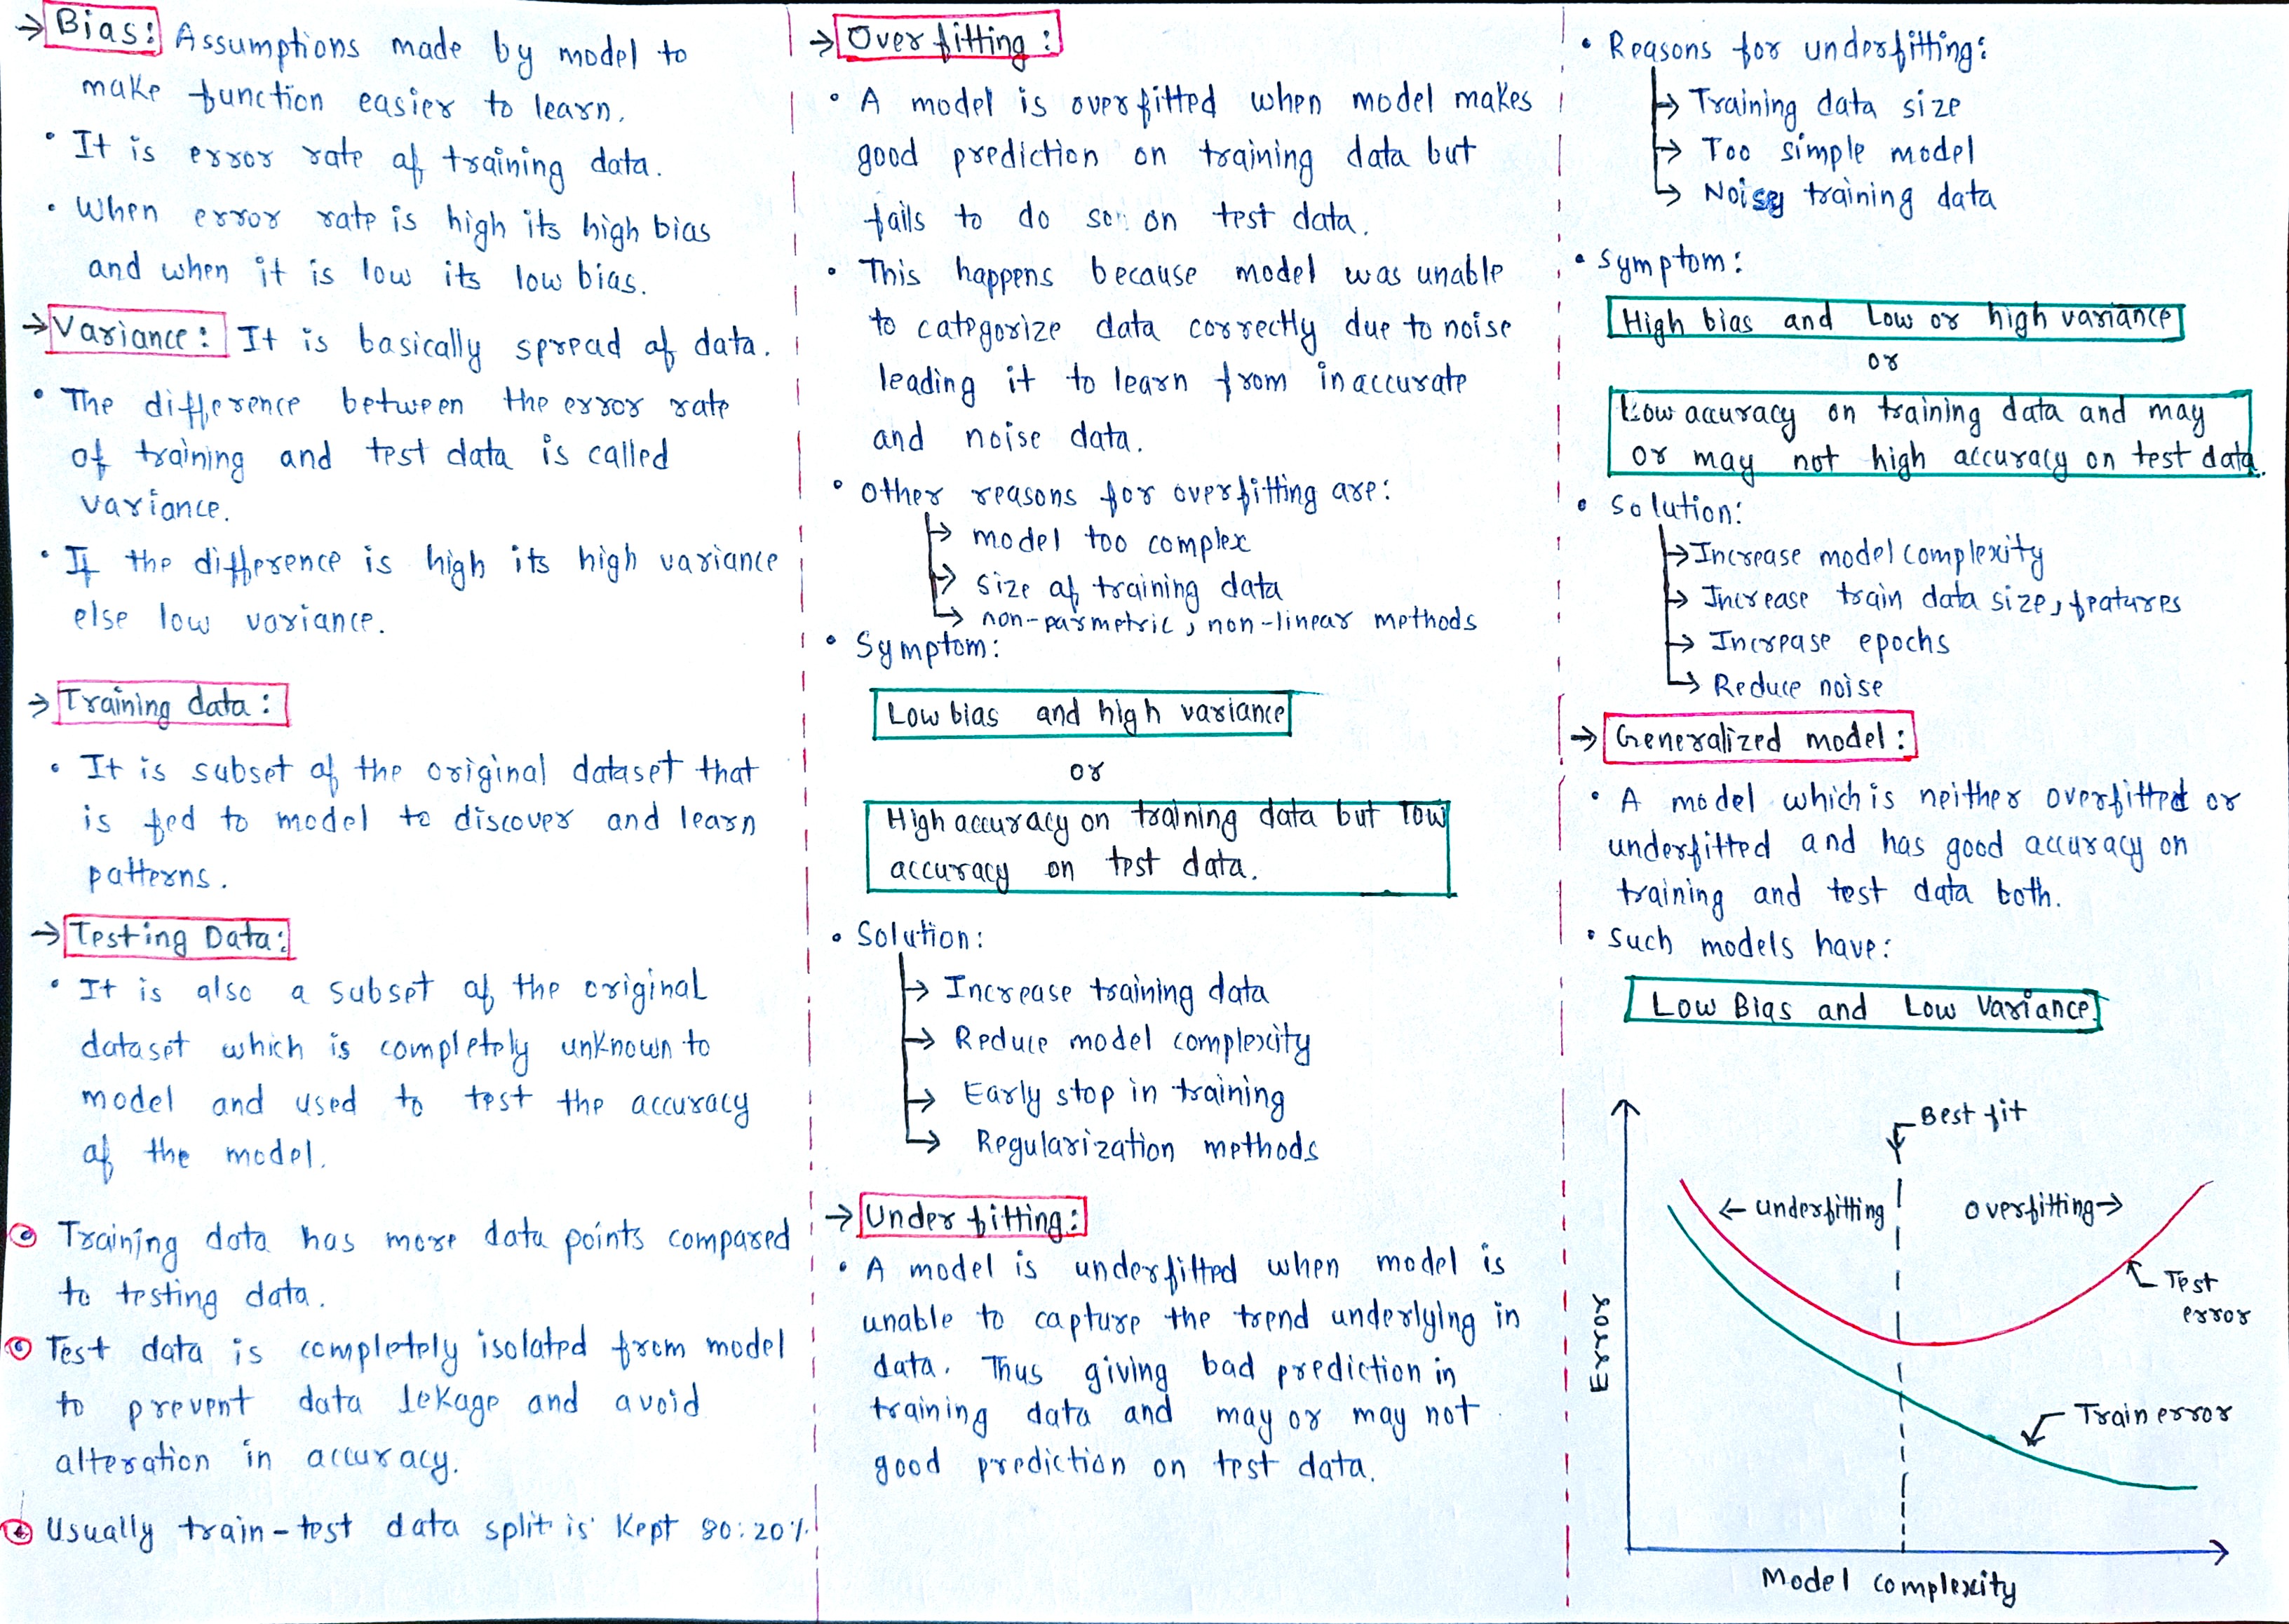 → Bias: Assumptions made by model to
make function easier to learn.
• It is error rate of training data.
• When error rate is high its high bias
and when it is low its low bias.
→ Variance: It is basically spread of data.
• The difference between the error rate
of training and test data is called
variance.
• If the difference is high its high variance
else low variance.
→ Training data:
• It is subset of the original dataset that
is fed to model to discover and learn
patterns.
→ Testing Data:
• It is also a subset of the original
dataset which is completely unknown to
model and used to test the accuracy
of the model.
Training data has more data points compared
to testing data.
Test data is completely isolated from model
to prevent data lekage and avoid
alteration in accuracy.
Usually train-test data split is kept 80:20%
→ Overfitting:
• A model is overfitted when model makes
good prediction on training data but
fails to do so on test data.
• This happens because model was unable
to categorize data correctly due to noise
leading it to learn from inaccurate
and noise data.
• Other reasons for overfitting are:
→ model too complex
→ size of training data
→ non-parmetric, non-linear methods
• Symptom:
Low bias and high variance
or
High accuracy on training data but low
accuracy on test data.
• Solution:
→ Increase training data
→ Reduce model complexity
→ Early stop in training
→ Regularization methods
→ Underfitting:
• A model is underfitted when model is
unable to capture the trend underlying in
data. Thus giving bad prediction in
training data and may or may not
good prediction on test data.
• Reasons for underfitting:
→ Training data size
→ Too simple model
→ Noisy training data
• Symptom:
High bias and Low or high variance
or
Low accuracy on training data and may
or may not high accuracy on test data.
• Solution:
→ Increase model complexity
→ Increase train data size, features
→ Increase epochs
→ Reduce noise
→ Generalized model:
• A model which is neither overfitted or
underfitted and has good accuracy on
training and test data both.
• Such models have:
Low Bias and Low Variance.
Best fit
← underfitting
overfitting →
Test
error
Error
Train error
Model complexity